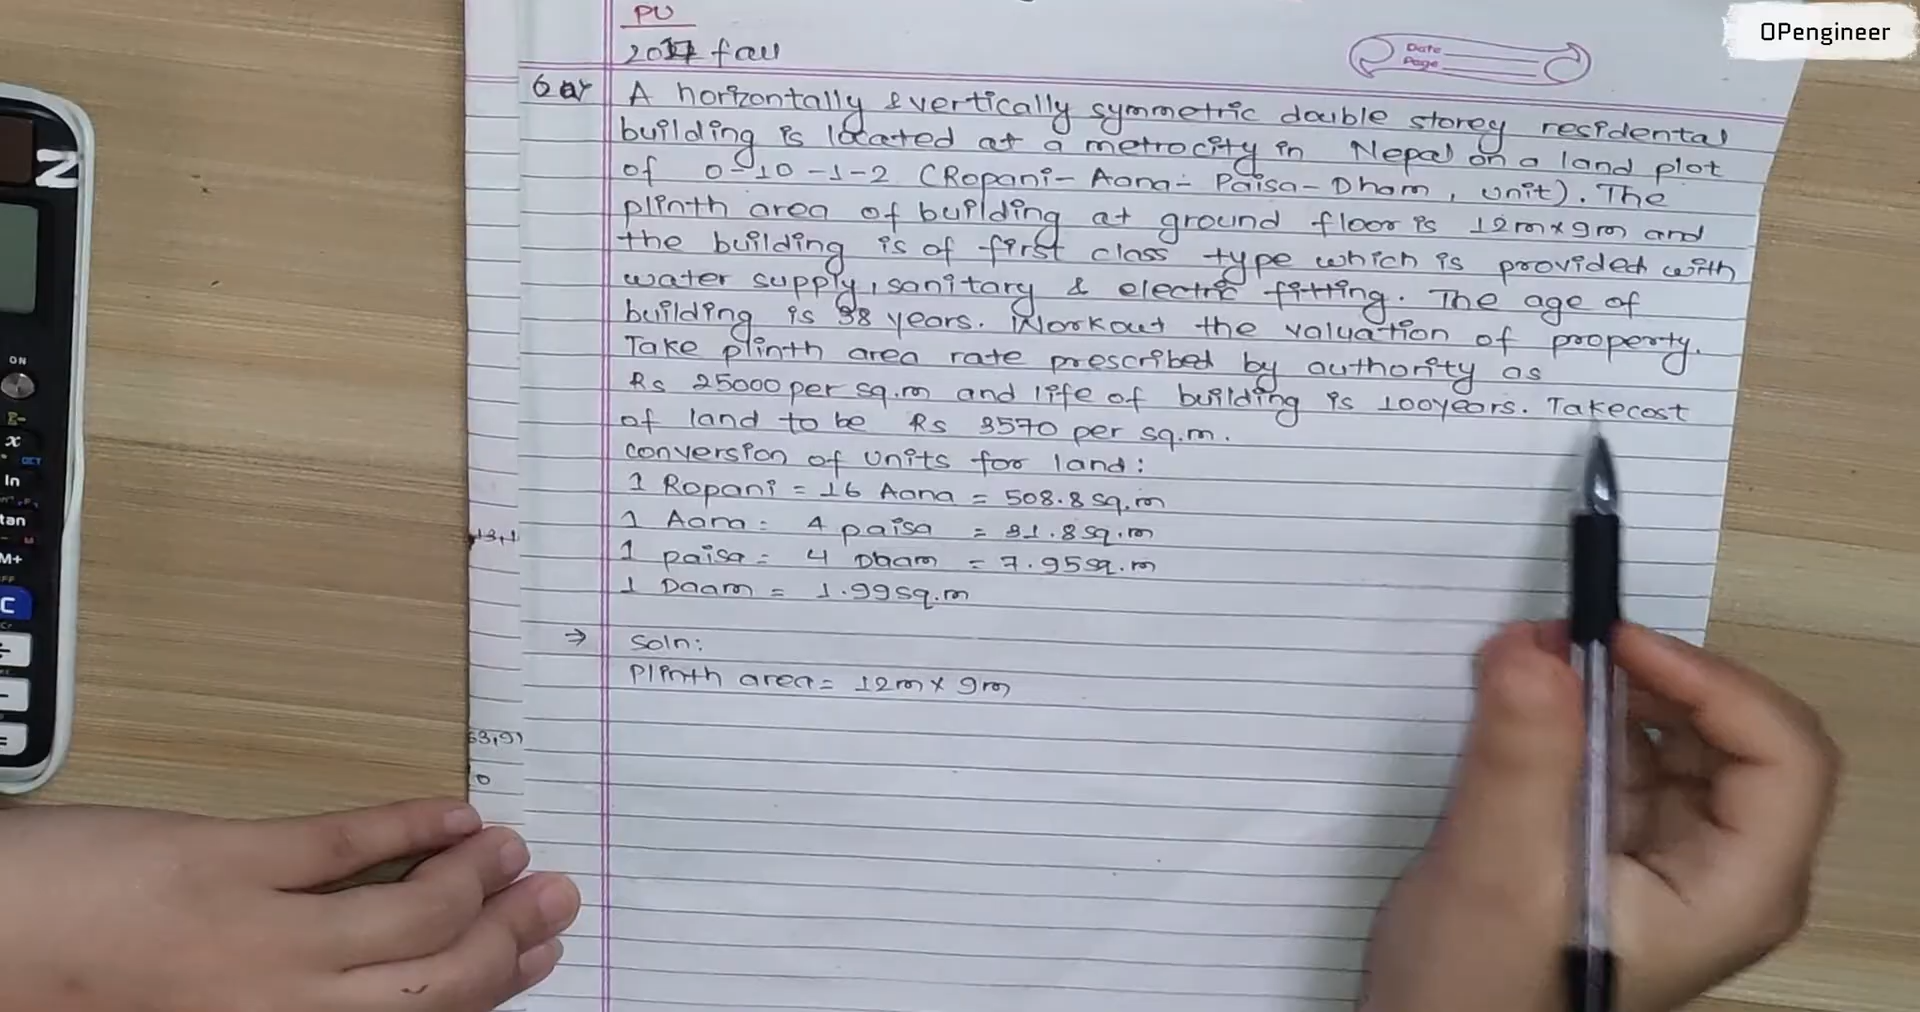 OPengineer
PU
2017 fall
Date
Page
6 a) A horizontally & vertically symmetric double storey residental
building is located at a metrocity in Nepal on a land plot
of 0-10-1-2 (Ropani-Aana-Paisa-Dham, unit). The
plinth area of building at ground floor is 12m x 9m and
the building is of first class type which is provided with
water supply, sanitary & electric fitting. The age of
building is 38 years. Workout the valuation of property.
Take plinth area rate prescribed by authority as
Rs 25000 per sq.m and life of building is 100years. Take cost
of land to be Rs 3570 per sq.m.
conversion of units for land:
1 Ropani = 16 Aana = 508.8 sq.m
1 Aana = 4 paisa = 31.8 sq.m
1 paisa = 4 Dham = 7.95 sq.m
1 Daam = 1.99 sq.m
⇒ soln:
Plinth area = 12m x 9m
ON
x
In
tan
M+